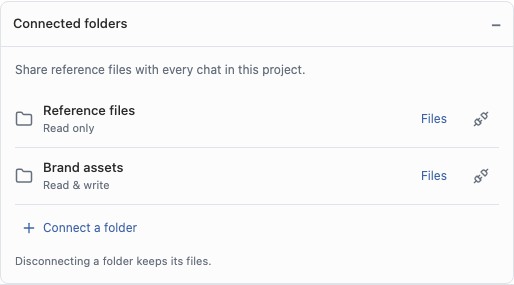 Connected folders
Share reference files with every chat in this project.
Reference files
Read only
Files
Brand assets
Read & write
Files
Connect a folder
Disconnecting a folder keeps its files.